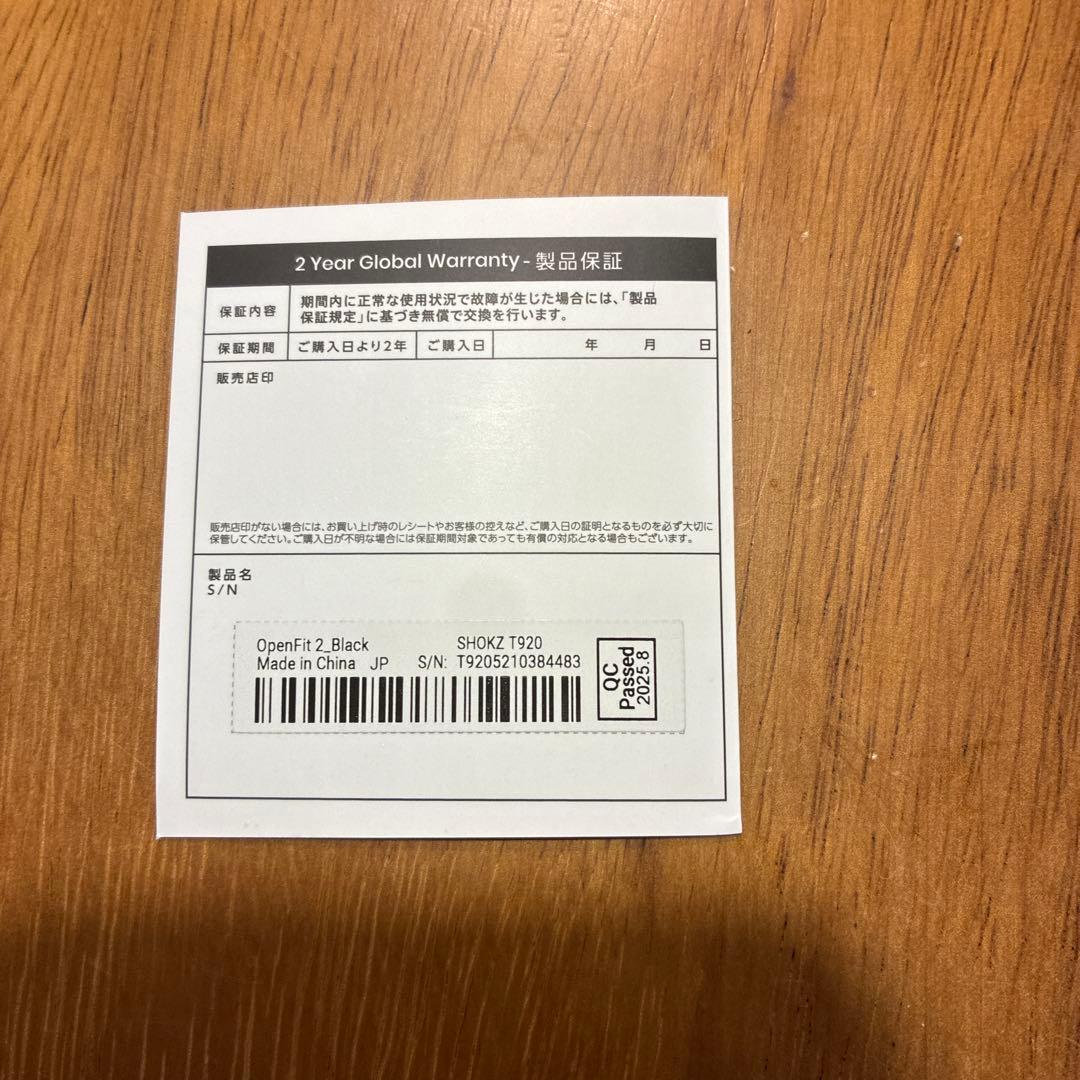 2 Year Global Warranty - 製品保証
保証内容
期間内に正常な使用状況で故障が生じた場合には、「製品
保証規定」に基づき無償で交換を行います。
保証期間 ご購入日より2年 ご購入日 年 月 日
販売店印
販売店印がない場合には、お買い上げ時のレシートやお客様の控えなど、ご購入日の証明となるものを必ず大切に
保管してください。ご購入日が不明な場合には保証期間対象であっても有償の対応となる場合もございます。
製品名
S/N
OpenFit 2_Black SHOKZ T920
Made in China JP S/N: T9205210384483
QC
Passed
2025.8